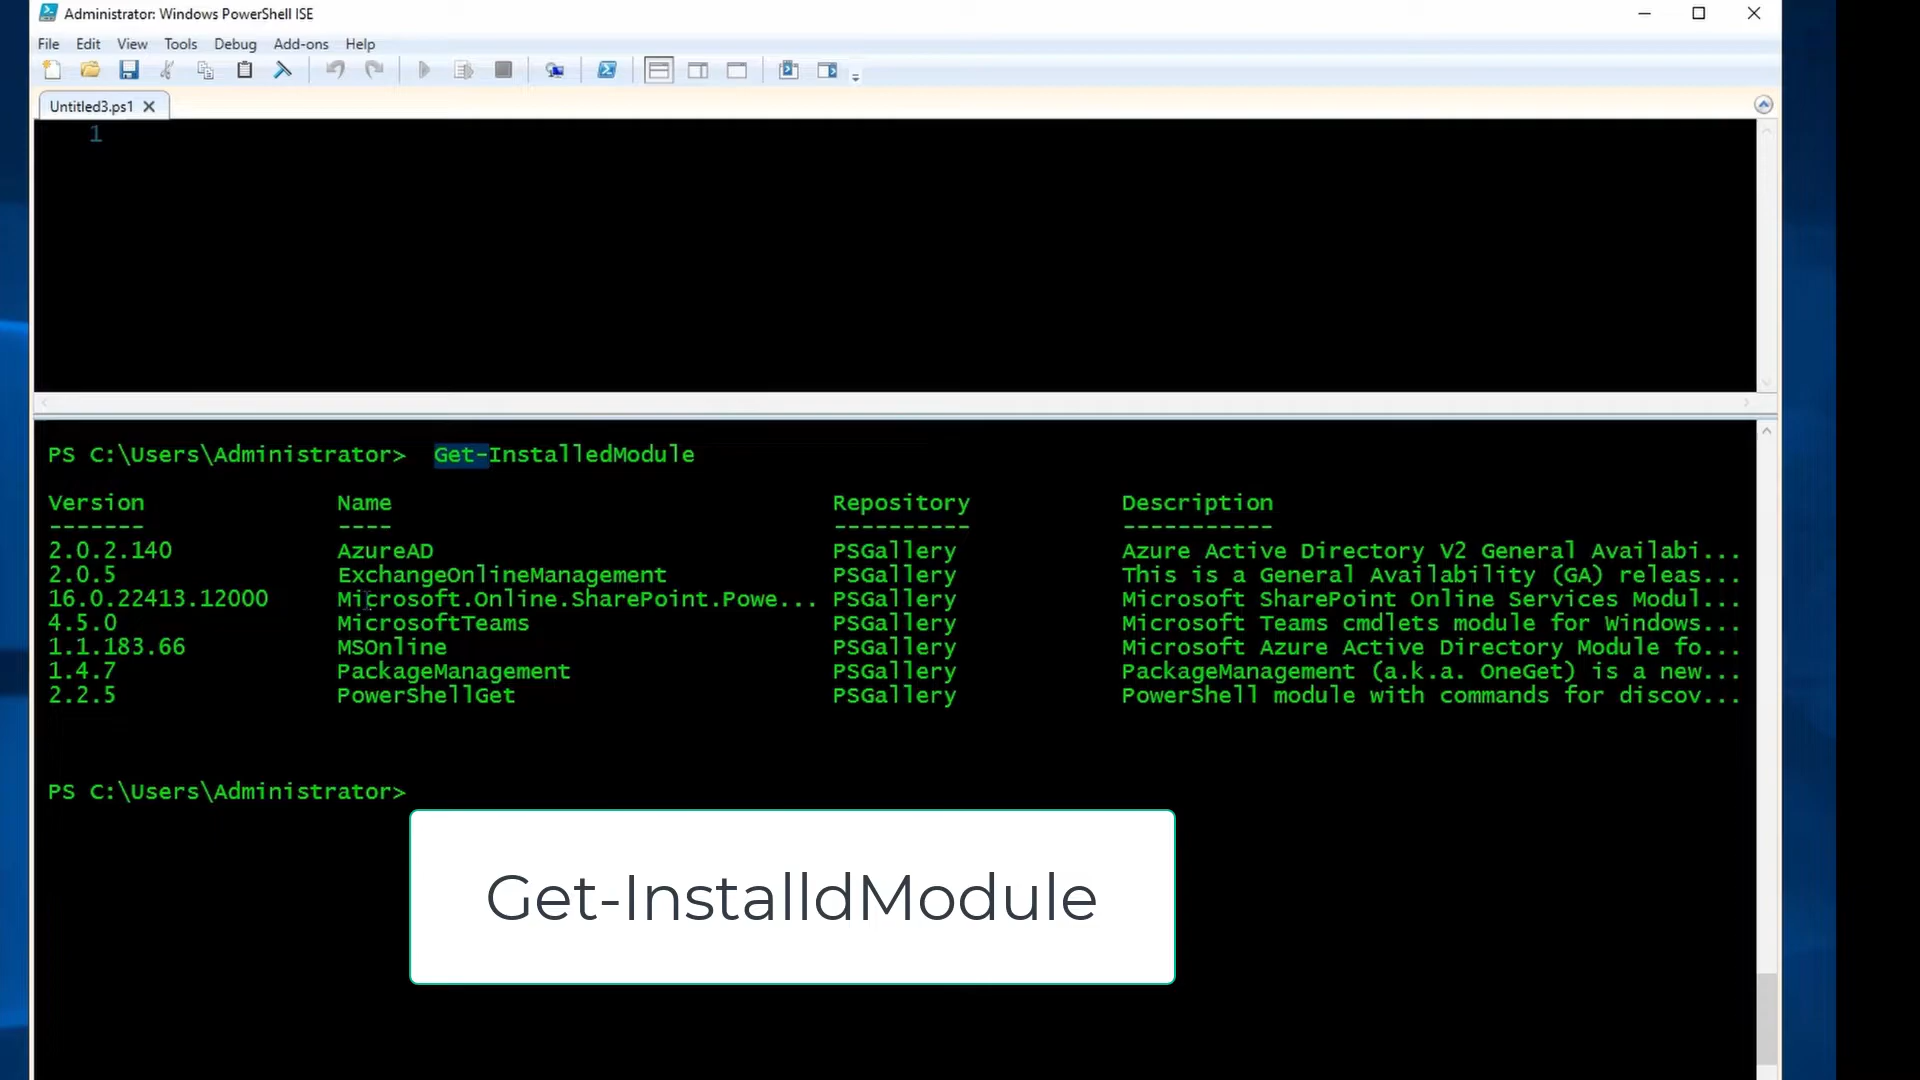 Administrator: Windows PowerShell ISE
File Edit View Tools Debug Add-ons Help
Untitled3.ps1
1
PS C:\Users\Administrator>  Get-InstalledModule
Version Name Repository Description
------- ---- ---------- -----------
2.0.2.140 AzureAD PSGallery Azure Active Directory V2 General Availabi...
2.0.5 ExchangeOnlineManagement PSGallery This is a General Availability (GA) releas...
16.0.22413.12000 Microsoft.Online.SharePoint.Powe... PSGallery Microsoft SharePoint Online Services Modul...
4.5.0 MicrosoftTeams PSGallery Microsoft Teams cmdlets module for Windows...
1.1.183.66 MSOnline PSGallery Microsoft Azure Active Directory Module fo...
1.4.7 PackageManagement PSGallery PackageManagement (a.k.a. OneGet) is a new...
2.2.5 PowerShellGet PSGallery PowerShell module with commands for discov...
PS C:\Users\Administrator>
Get-InstalldModule